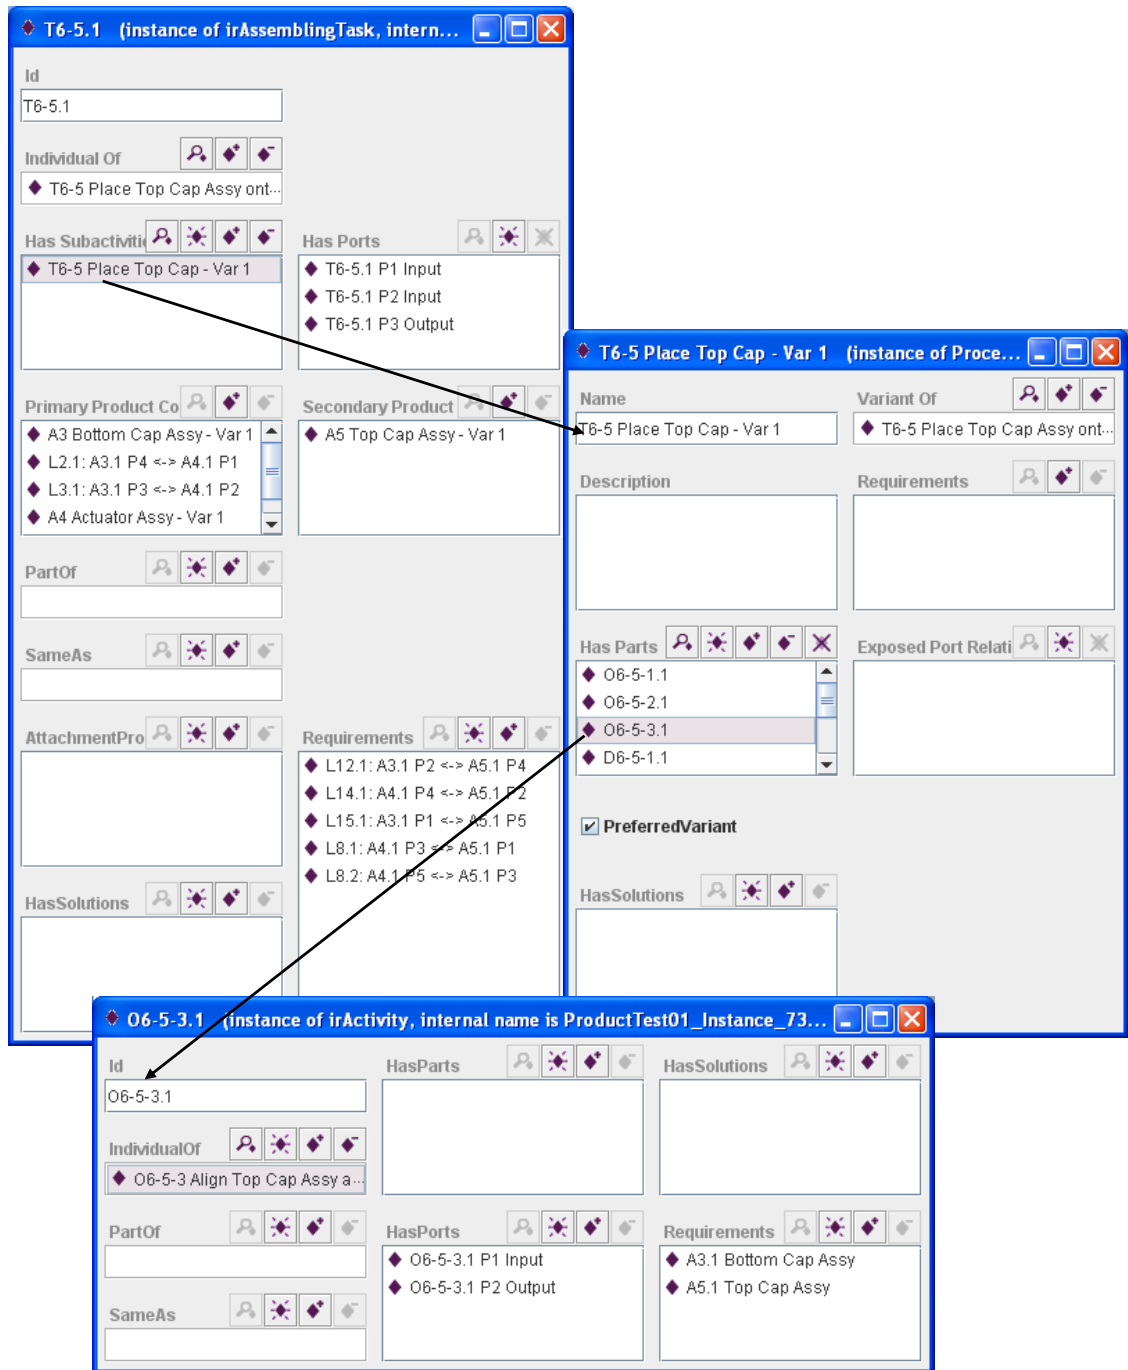 T6-5.1 (instance of irAssemblingTask, intern...
Id
T6-5.1
Individual Of
T6-5 Place Top Cap Assy ont...
Has Subactiviti
T6-5 Place Top Cap - Var 1
Has Ports
T6-5.1 P1 Input
T6-5.1 P2 Input
T6-5.1 P3 Output
Primary Product Co
A3 Bottom Cap Assy - Var 1
L2.1: A3.1 P4 <-> A4.1 P1
L3.1: A3.1 P3 <-> A4.1 P2
A4 Actuator Assy - Var 1
Secondary Product
A5 Top Cap Assy - Var 1
PartOf
SameAs
AttachmentPro
Requirements
L12.1: A3.1 P2 <-> A5.1 P4
L14.1: A4.1 P4 <-> A5.1 P2
L15.1: A3.1 P1 <-> A5.1 P5
L8.1: A4.1 P3 <-> A5.1 P1
L8.2: A4.1 P5 <-> A5.1 P3
HasSolutions
T6-5 Place Top Cap - Var 1 (instance of Proce...
Name
T6-5 Place Top Cap - Var 1
Variant Of
T6-5 Place Top Cap Assy ont...
Description
Requirements
Has Parts
O6-5-1.1
O6-5-2.1
O6-5-3.1
D6-5-1.1
Exposed Port Relati
PreferredVariant
HasSolutions
O6-5-3.1 (instance of irActivity, internal name is ProductTest01_Instance_73...
Id
O6-5-3.1
HasParts
HasSolutions
IndividualOf
O6-5-3 Align Top Cap Assy a...
PartOf
HasPorts
O6-5-3.1 P1 Input
O6-5-3.1 P2 Output
Requirements
A3.1 Bottom Cap Assy
A5.1 Top Cap Assy
SameAs